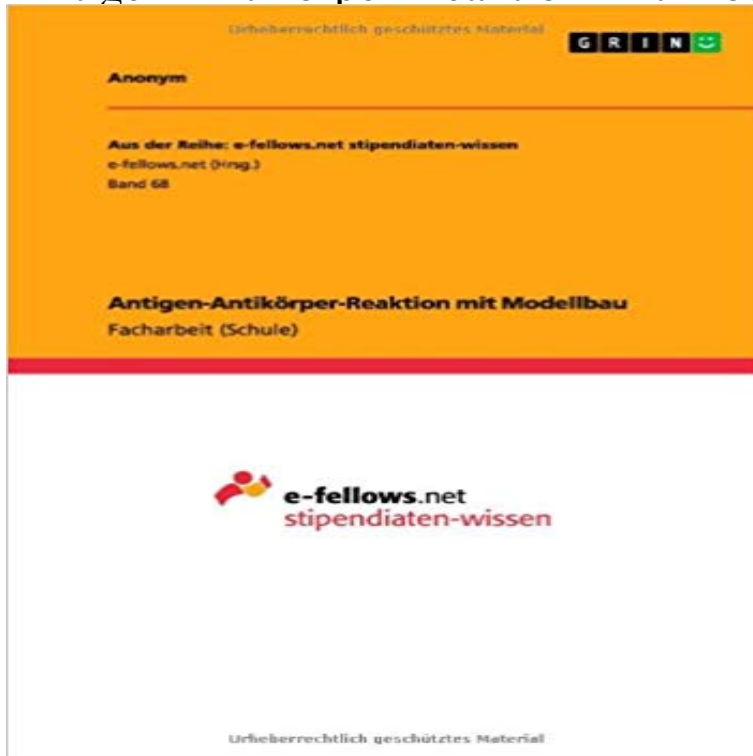 Urheberrechtlich geschütztes Material
G R I N
Anonym
Aus der Reihe: e-fellows.net stipendiaten-wissen
e-fellows.net (Hrsg.)
Band 68
Antigen-Antikörper-Reaktion mit Modellbau
Facharbeit (Schule)
e-fellows.net
stipendiaten-wissen
Urheberrechtlich geschütztes Material